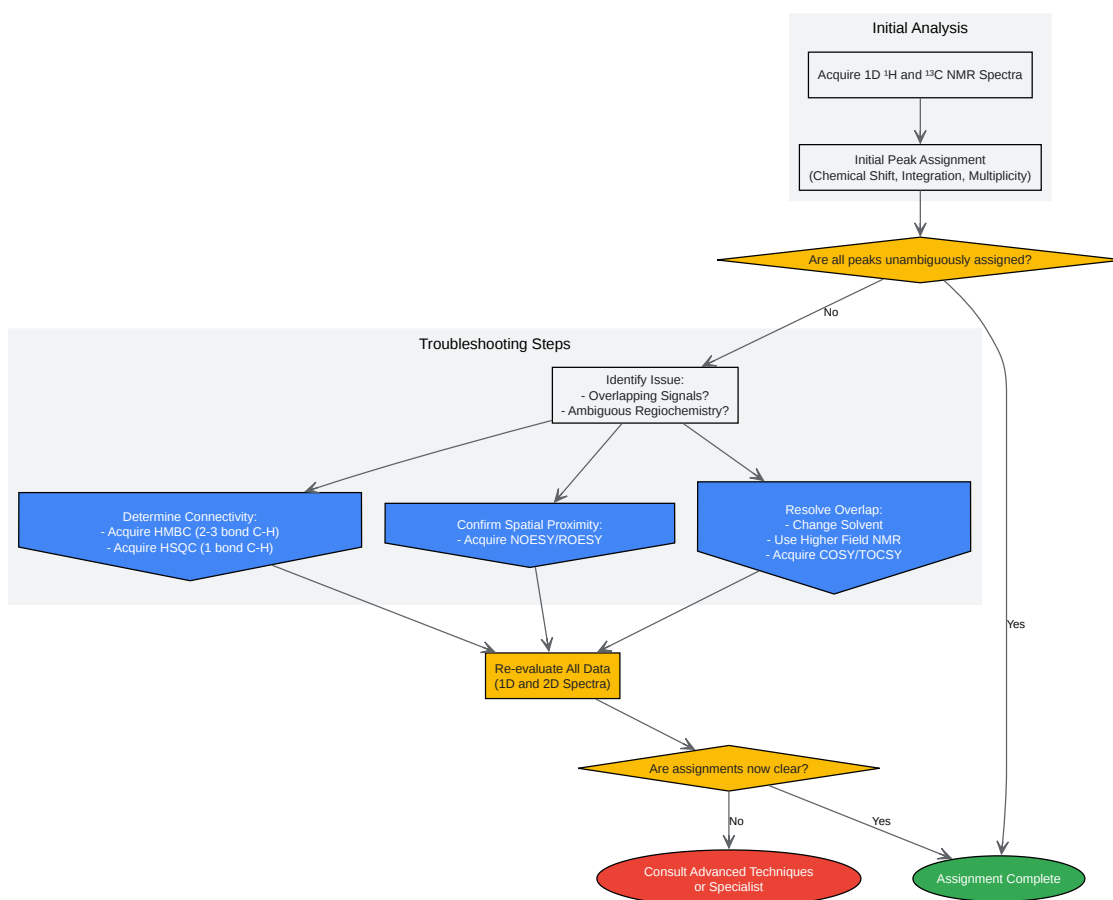 Initial Analysis
Acquire 1D ¹H and ¹³C NMR Spectra
Initial Peak Assignment
(Chemical Shift, Integration, Multiplicity)
Are all peaks unambiguously assigned?
No
Troubleshooting Steps
Identify Issue:
- Overlapping Signals?
- Ambiguous Regiochemistry?
Determine Connectivity:
- Acquire HMBC (2-3 bond C-H)
- Acquire HSQC (1 bond C-H)
Confirm Spatial Proximity:
- Acquire NOESY/ROESY
Resolve Overlap:
- Change Solvent
- Use Higher Field NMR
- Acquire COSY/TOCSY
Yes
Re-evaluate All Data
(1D and 2D Spectra)
Are assignments now clear?
No
Yes
Consult Advanced Techniques
or Specialist
Assignment Complete